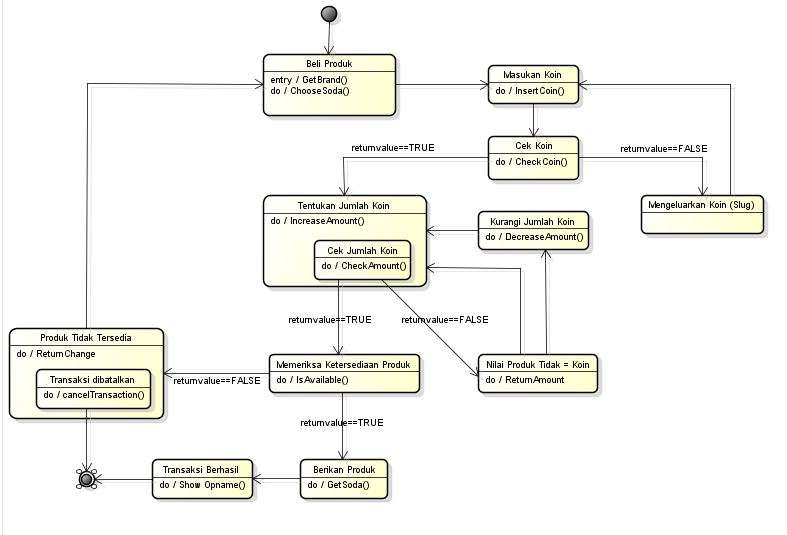 Beli Produk
entry / GetBrand()
do / ChooseSoda()
Masukan Koin
do / InsertCoin()
Cek Koin
do / CheckCoin()
returnvalue==TRUE
returnvalue==FALSE
Mengeluarkan Koin (Slug)
Tentukan Jumlah Koin
do / IncreaseAmount()
Cek Jumlah Koin
do / CheckAmount()
Kurangi Jumlah Koin
do / DecreaseAmount()
returnvalue==TRUE
returnvalue==FALSE
Produk Tidak Tersedia
do / ReturnChange
Transaksi dibatalkan
do / cancelTransaction()
returnvalue==FALSE
Memeriksa Ketersediaan Produk
do / IsAvailable()
Nilai Produk Tidak = Koin
do / ReturnAmount
returnvalue==TRUE
Transaksi Berhasil
do / Show Opname()
Berikan Produk
do / GetSoda()